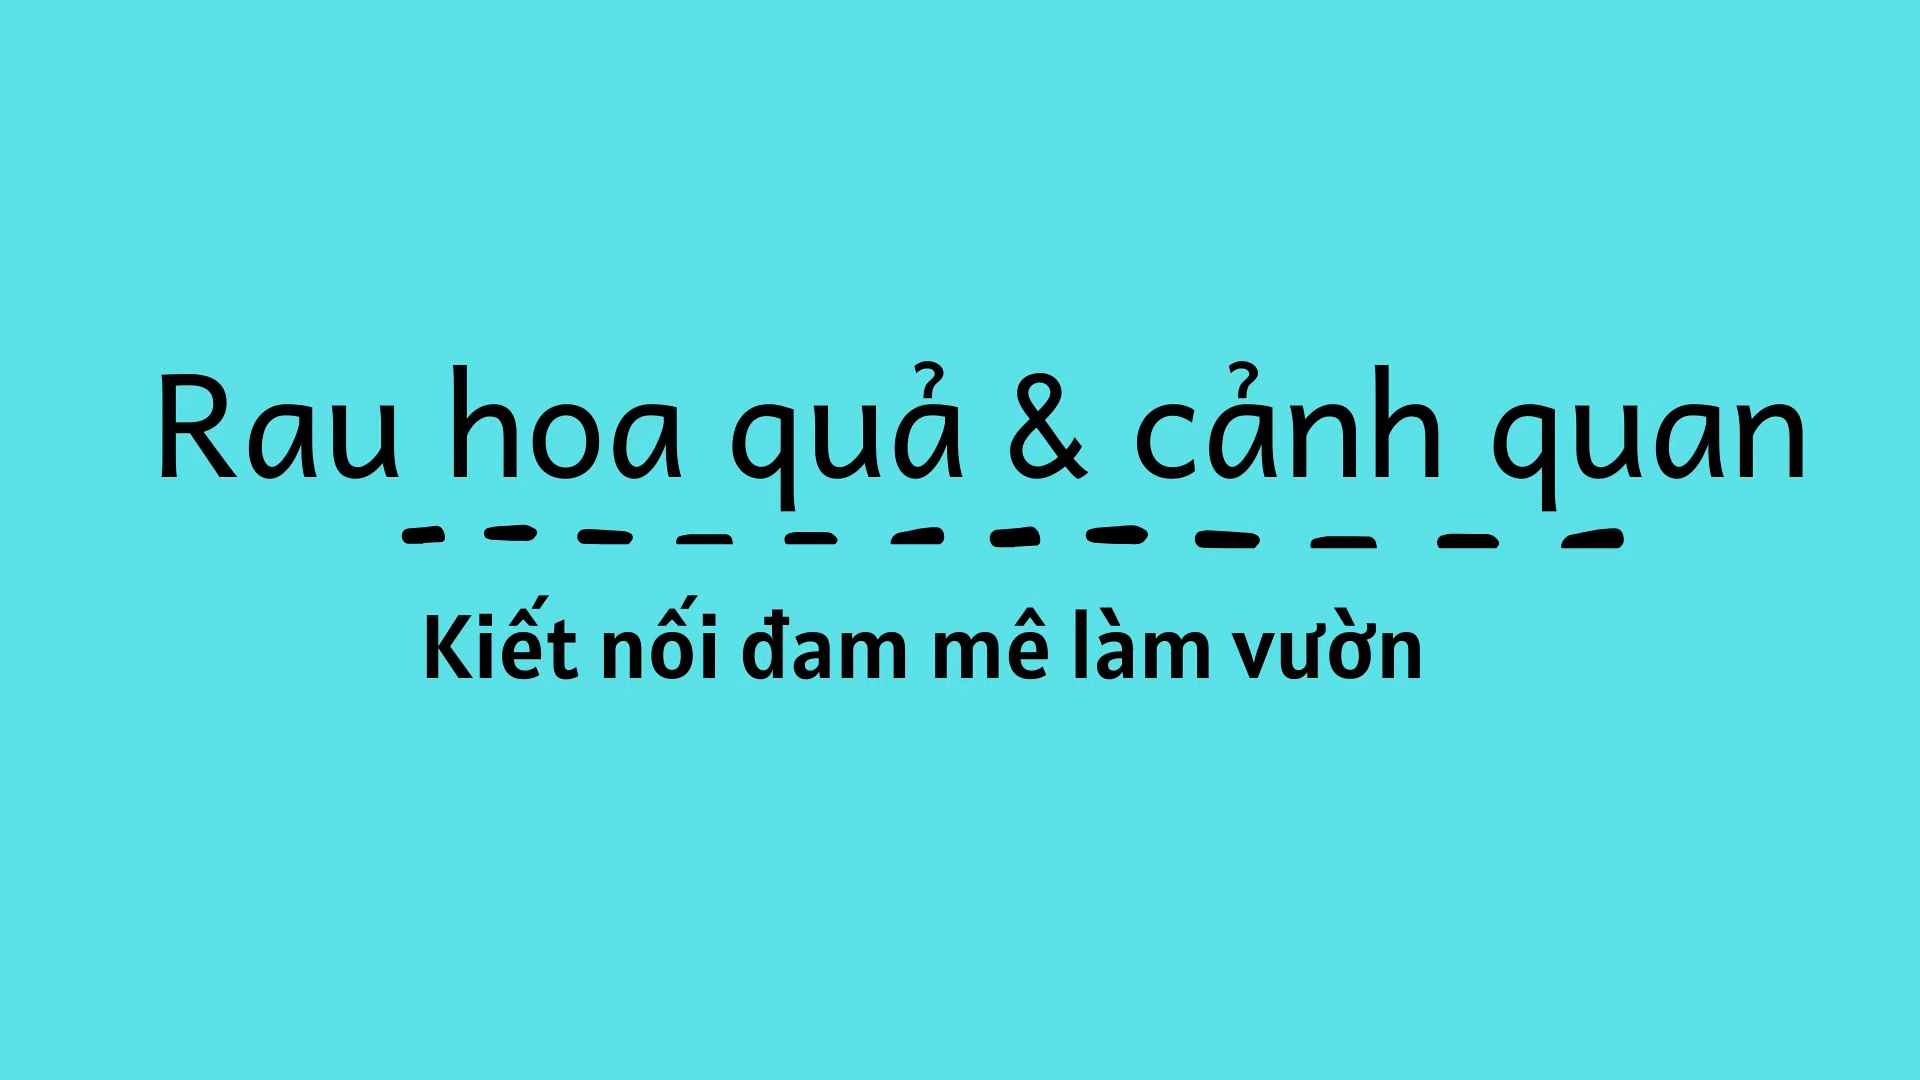 Rau hoa quả & cảnh quan
Kiết nối đam mê làm vườn